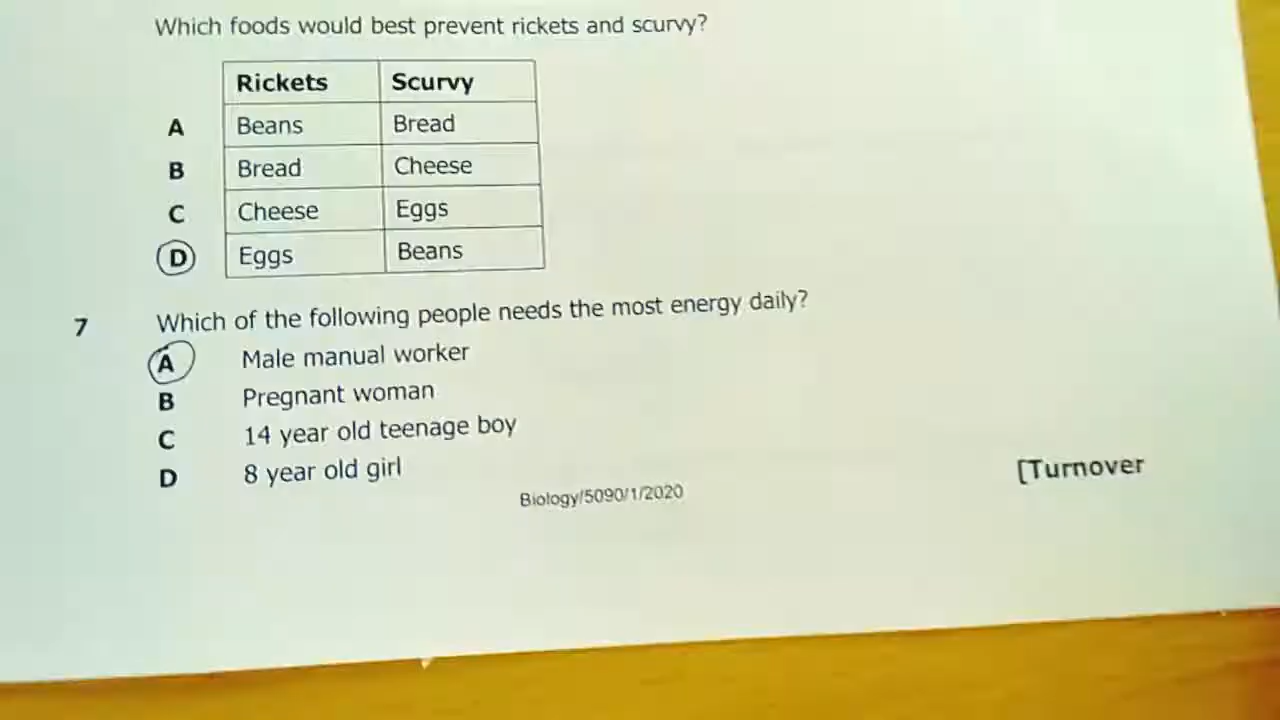 Which foods would best prevent rickets and scurvy?
Rickets Scurvy
A Beans Bread
B Bread Cheese
C Cheese Eggs
D Eggs Beans
7 Which of the following people needs the most energy daily?
A Male manual worker
B Pregnant woman
C 14 year old teenage boy
D 8 year old girl
[Turnover
Biology/5090/1/2020